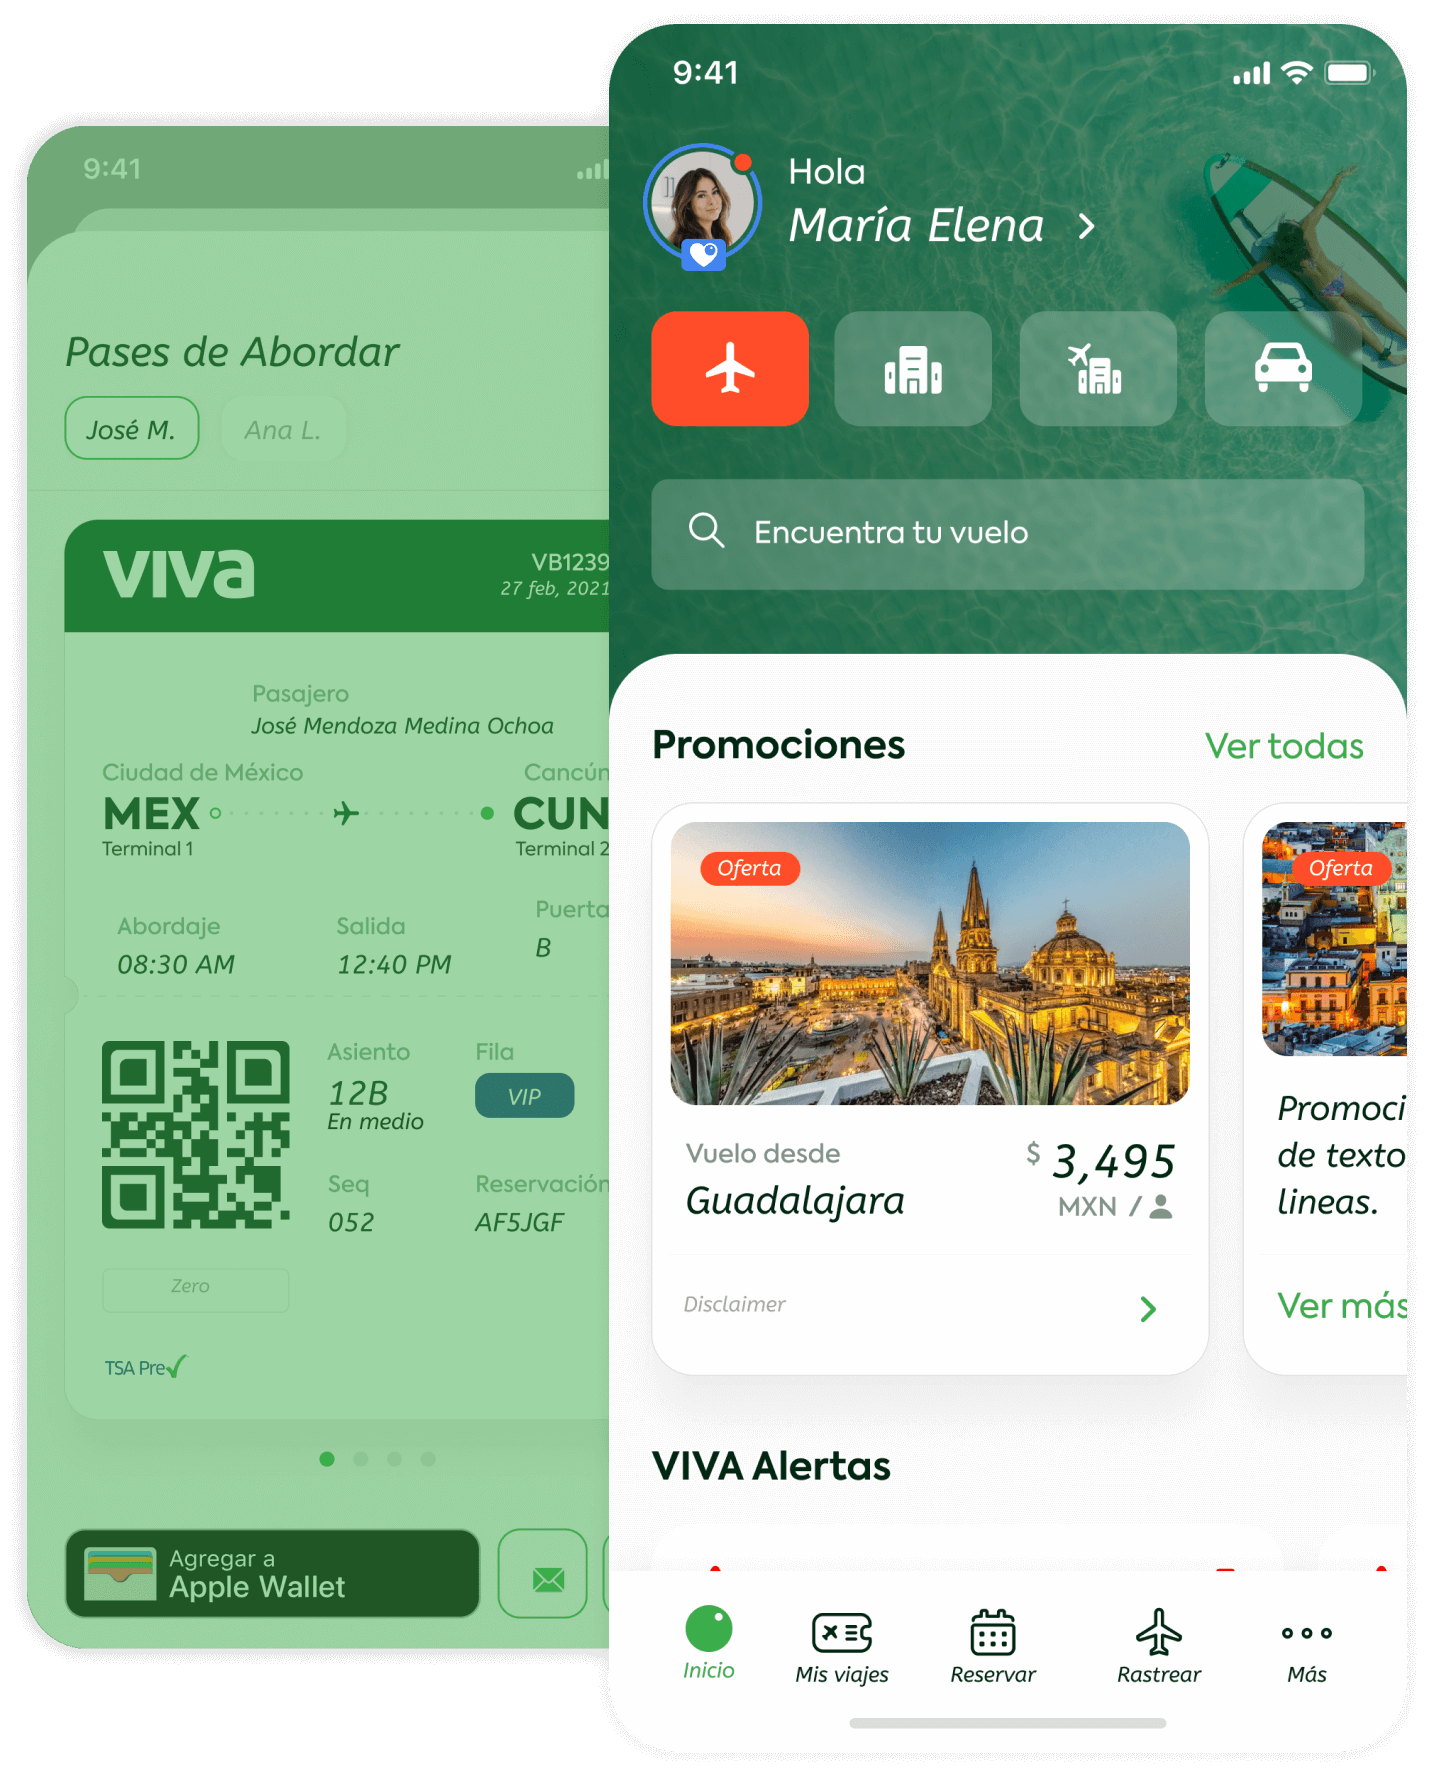 9:41
Pases de Abordar
José M.
Ana L.
VIVa
VB1239
27 feb, 2021
Pasajero
José Mendoza Medina Ochoa
Ciudad de México
Cancún
MEX
CUN
Terminal 1
Terminal 2
Abordaje
Salida
Puerta
08:30 AM
12:40 PM
B
Asiento
Fila
12B
VIP
En medio
Seq
Reservación
052
AF5JGF
Zero
TSA Pre
Agregar a
Apple Wallet
9:41
Hola
María Elena
Encuentra tu vuelo
Promociones
Ver todas
Oferta
Vuelo desde
$ 3,495
Guadalajara
MXN /
Disclaimer
Oferta
Promoci
de texto
lineas.
Ver más
VIVA Alertas
Inicio
Mis viajes
Reservar
Rastrear
Más